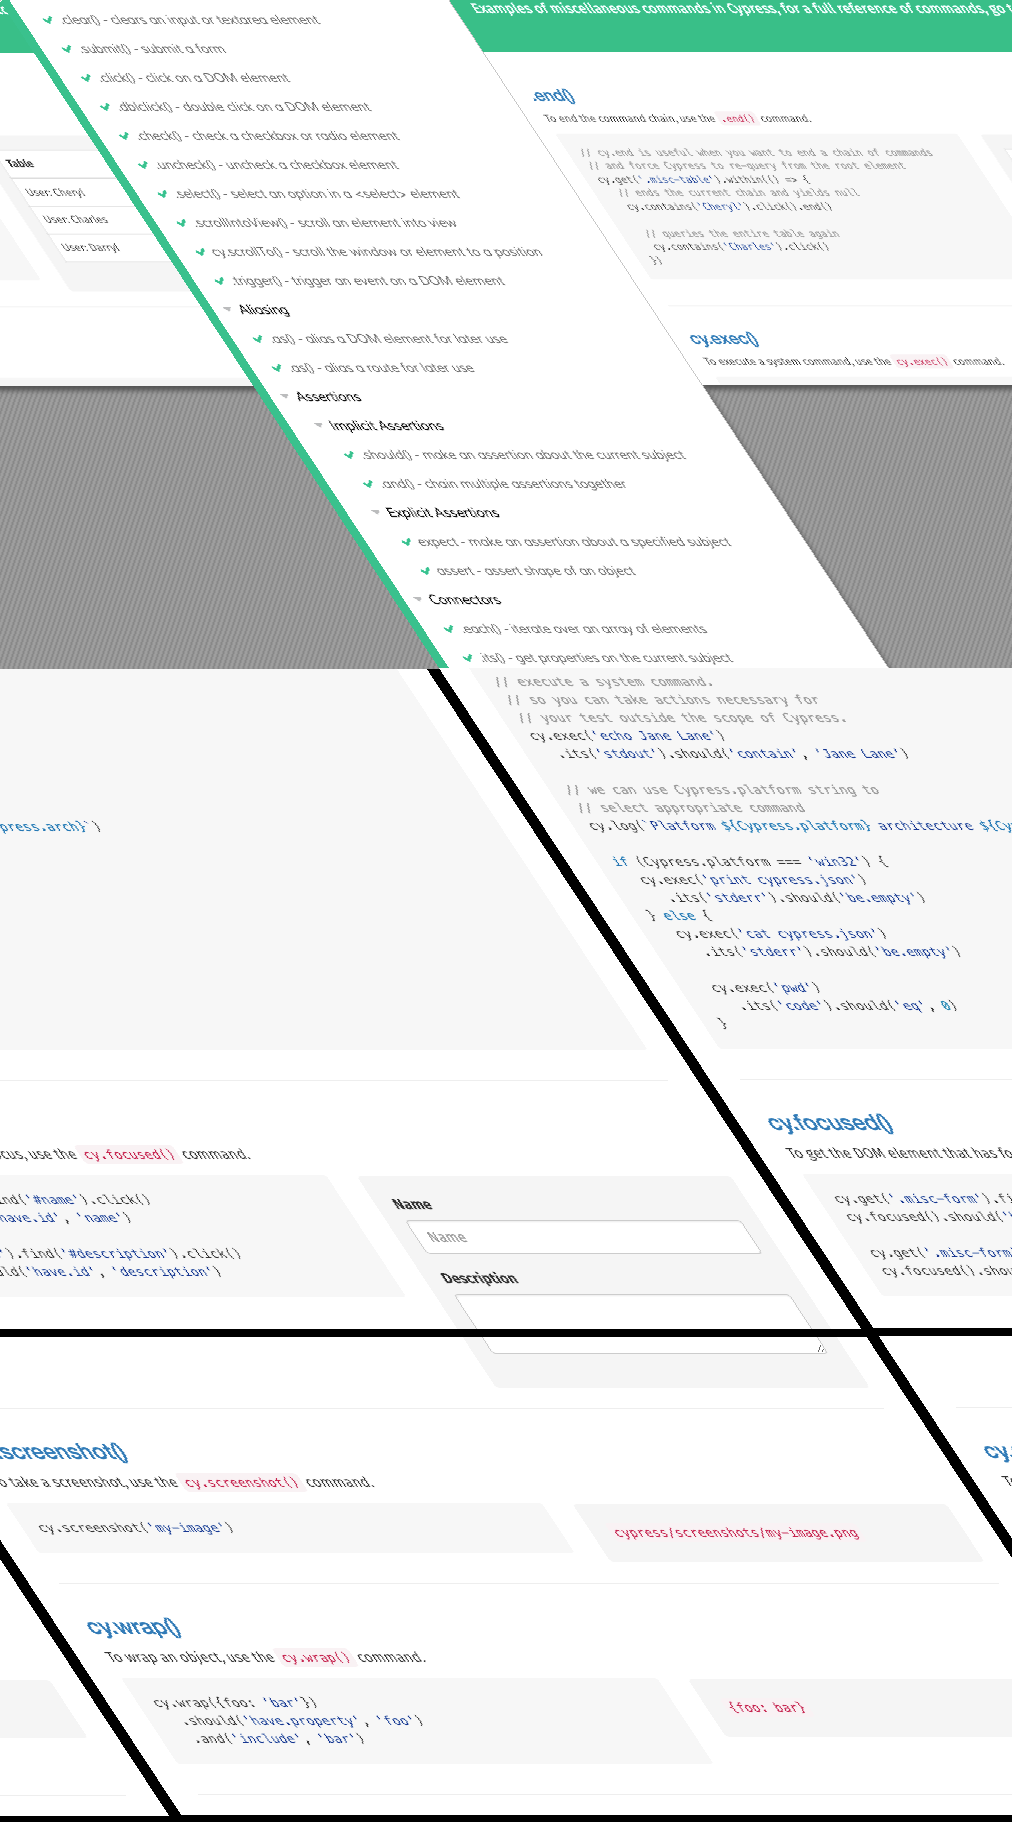 .clear() - clears an input or textarea element
.submit() - submit a form
.click() - click on a DOM element
.dblclick() - double click on a DOM element
.check() - check a checkbox or radio element
.uncheck() - uncheck a checkbox element
.select() - select an option in a <select> element
.scrollIntoView() - scroll an element into view
cy.scrollTo() - scroll the window or element to a position
.trigger() - trigger an event on a DOM element
Aliasing
.as() - alias a DOM element for later use
.as() - alias a route for later use
Assertions
Implicit Assertions
.should() - make an assertion about the current subject
.and() - chain multiple assertions together
Explicit Assertions
expect - make an assertion about a specified subject
assert - assert shape of an object
Connectors
.each() - iterate over an array of elements
.its() - get properties on the current subject
Table
User: Cheryl
User: Charles
User: Darryl
Examples of miscellaneous commands in Cypress, for a full reference of commands, go t
.end()
To end the command chain, use the .end() command.
// cy.end is useful when you want to end a chain of commands
// and force Cypress to re-query from the root element
cy.get('.misc-table').within(() => {
// ends the current chain and yields null
cy.contains('Cheryl').click().end()
// queries the entire table again
cy.contains('Charles').click()
})
cy.exec()
To execute a system command, use the cy.exec() command.
// execute a system command.
// so you can take actions necessary for
// your test outside the scope of Cypress.
cy.exec('echo Jane Lane')
.its('stdout').should('contain', 'Jane Lane')
// we can use Cypress.platform string to
// select appropriate command
cy.log(`Platform ${Cypress.platform} architecture ${Cy
press.arch}`)
if (Cypress.platform === 'win32') {
cy.exec('print cypress.json')
.its('stderr').should('be.empty')
} else {
cy.exec('cat cypress.json')
.its('stderr').should('be.empty')
cy.exec('pwd')
.its('code').should('eq', 0)
}
cy.focused()
To get the DOM element that has fo
cus, use the cy.focused() command.
cy.get('.misc-form').fi
nd('#name').click()
cy.focused().should('
have.id', 'name')
cy.get('.misc-form
').find('#description').click()
cy.focused().shou
ld('have.id', 'description')
Name
Name
Description
.screenshot()
o take a screenshot, use the cy.screenshot() command.
cy.screenshot('my-image')
cypress/screenshots/my-image.png
cy.
To
cy.wrap()
To wrap an object, use the cy.wrap() command.
cy.wrap({foo: 'bar'})
.should('have.property', 'foo')
.and('include', 'bar')
{foo: bar}